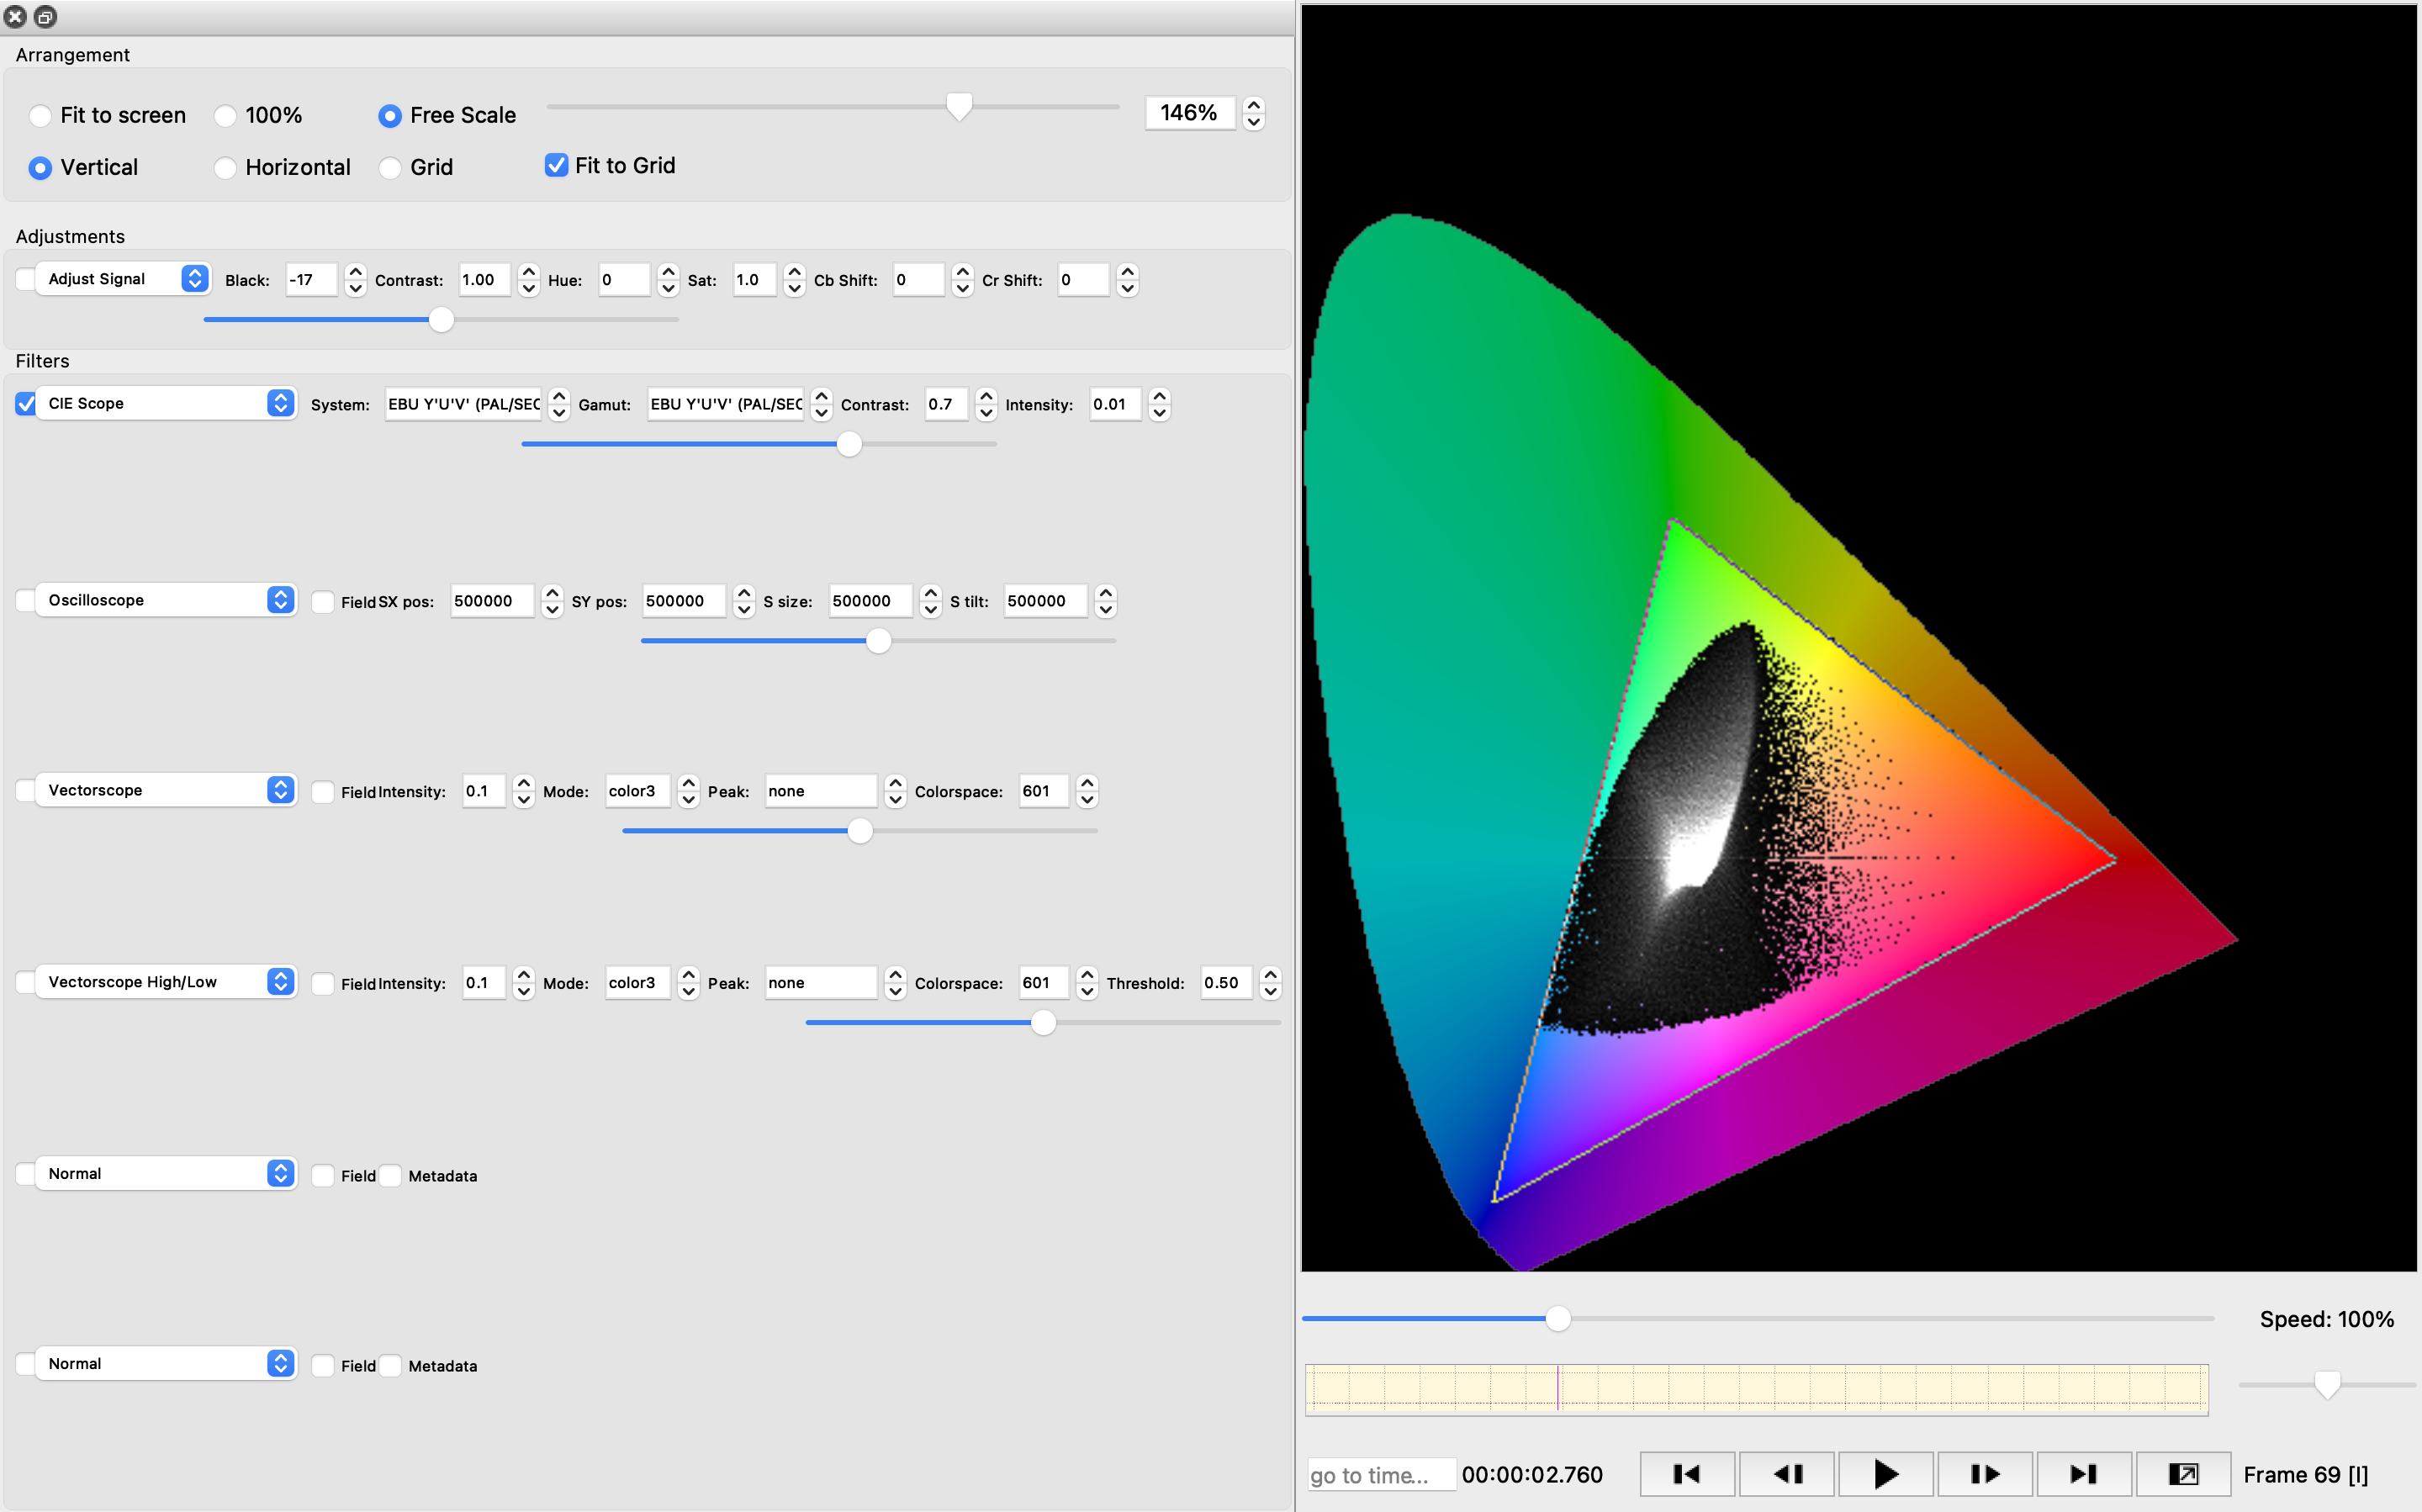 Arrangement
Fit to screen 100% Free Scale 146%
Vertical Horizontal Grid Fit to Grid
Adjustments
Adjust Signal Black: -17 Contrast: 1.00 Hue: 0 Sat: 1.0 Cb Shift: 0 Cr Shift: 0
Filters
CIE Scope System: EBU Y'U'V' (PAL/SEC Gamut: EBU Y'U'V' (PAL/SEC Contrast: 0.7 Intensity: 0.01
Oscilloscope Field SX pos: 500000 SY pos: 500000 S size: 500000 S tilt: 500000
Vectorscope Field Intensity: 0.1 Mode: color3 Peak: none Colorspace: 601
Vectorscope High/Low Field Intensity: 0.1 Mode: color3 Peak: none Colorspace: 601 Threshold: 0.50
Normal Field Metadata
Normal Field Metadata
Speed: 100%
go to time... 00:00:02.760 Frame 69 [I]